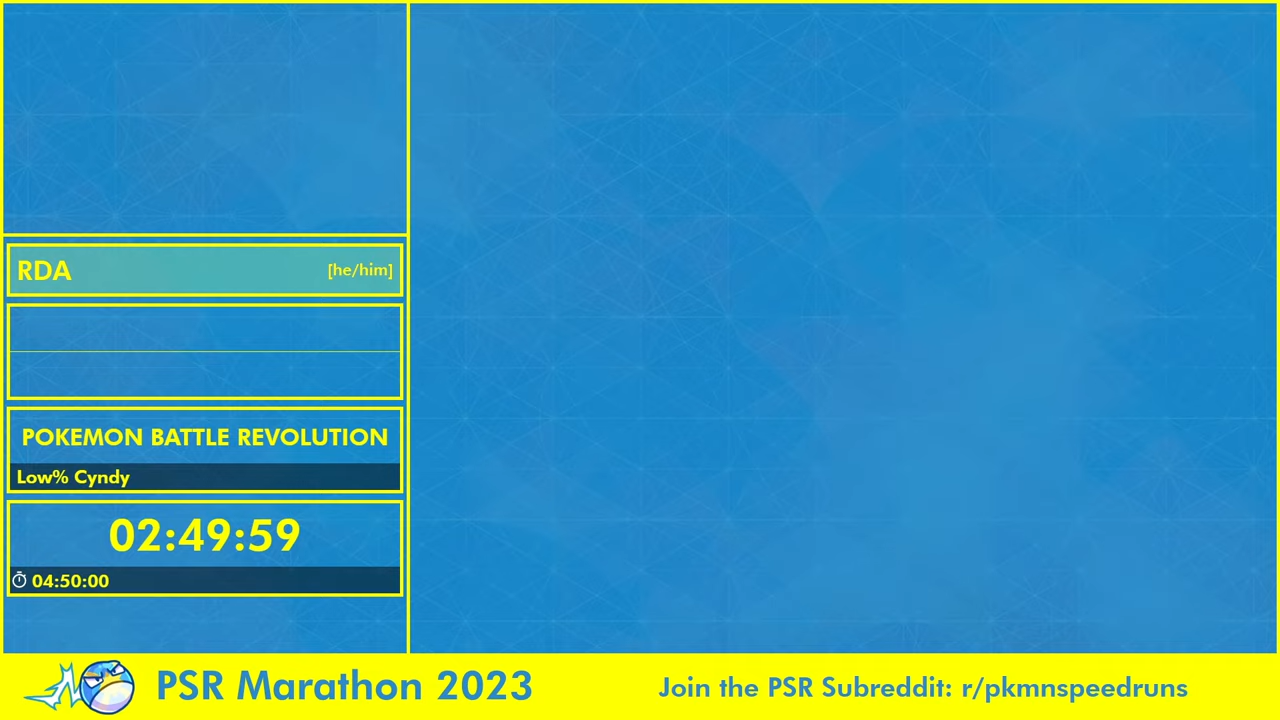 RDA
[he/him]
POKEMON BATTLE REVOLUTION
Low% Cyndy
02:49:59
04:50:00
PSR Marathon 2023
Join the PSR Subreddit: r/pkmnspeedruns